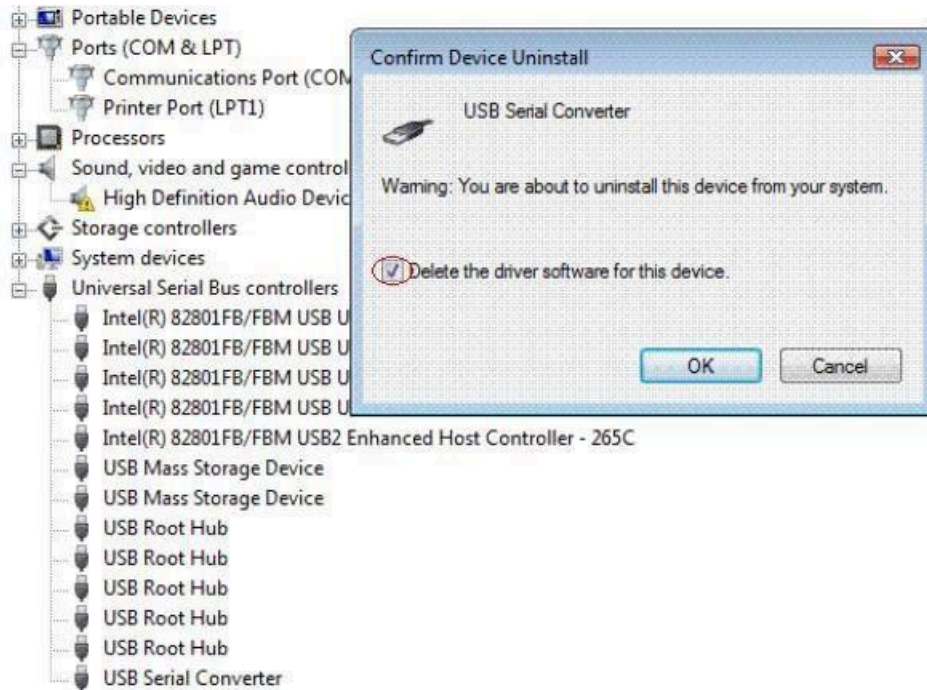 Portable Devices
Ports (COM & LPT)
Communications Port (COM
Printer Port (LPT1)
Processors
Sound, video and game control
High Definition Audio Devic
Storage controllers
System devices
Universal Serial Bus controllers
Intel(R) 82801FB/FBM USB U
Intel(R) 82801FB/FBM USB U
Intel(R) 82801FB/FBM USB U
Intel(R) 82801FB/FBM USB U
Intel(R) 82801FB/FBM USB2 Enhanced Host Controller - 265C
USB Mass Storage Device
USB Mass Storage Device
USB Root Hub
USB Root Hub
USB Root Hub
USB Root Hub
USB Root Hub
USB Serial Converter
Confirm Device Uninstall
USB Serial Converter
Warning: You are about to uninstall this device from your system.
Delete the driver software for this device.
OK Cancel